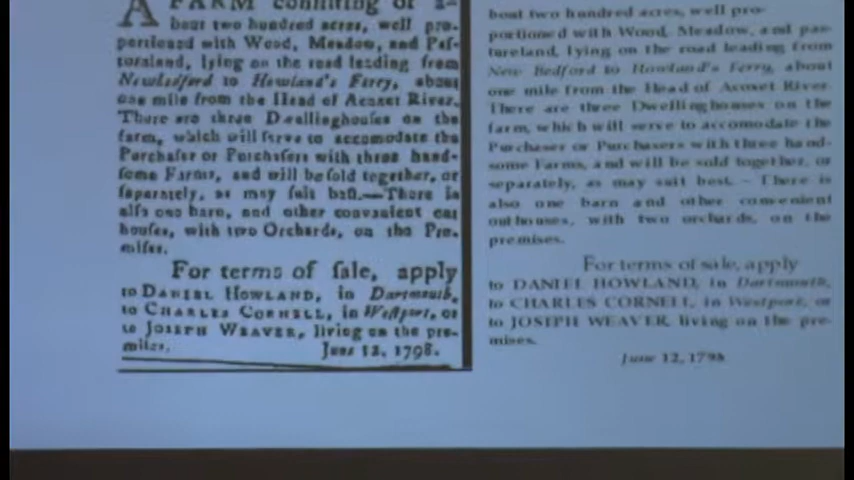 A FARM consisting of a-
bout two hundred acres, well pro-
portioned with Wood, Meadow, and Pas-
toraland, lying on the road leading from
Newbedford to Howland's Ferry, about
one mile from the Head of Acoaxet River.
There are three Dwellinghouses on the
farm, which will serve to accomodate the
Purchaser or Purchasers with three hand-
some Farms, and will be sold together, or
separately, as may suit best.—There is
also one barn, and other convenient out
houses, with two Orchards, on the Pre-
mises.
For terms of sale, apply
to DANIEL HOWLAND, in Dartmouth,
to CHARLES CORNELL, in Westport, or
to JOSEPH WEAVER, living on the pre-
mises. June 12, 1798.
bout two hundred acres, well pro-
portioned with Wood, Meadow, and pas-
tureland, lying on the road leading from
New Bedford to Howland's Ferry, about
one mile from the Head of Acoxet River.
There are three Dwellinghouses on the
farm, which will serve to accomodate the
Purchaser or Purchasers with three hand-
some Farms, and will be sold together, or
separately, as may suit best. – There is
also one barn and other convenient
outhouses, with two orchards, on the
premises.
For terms of sale, apply
to DANIEL HOWLAND, in Dartmouth,
to CHARLES CORNELL, in Westport, or
to JOSEPH WEAVER, living on the pre-
mises.
June 12, 1798